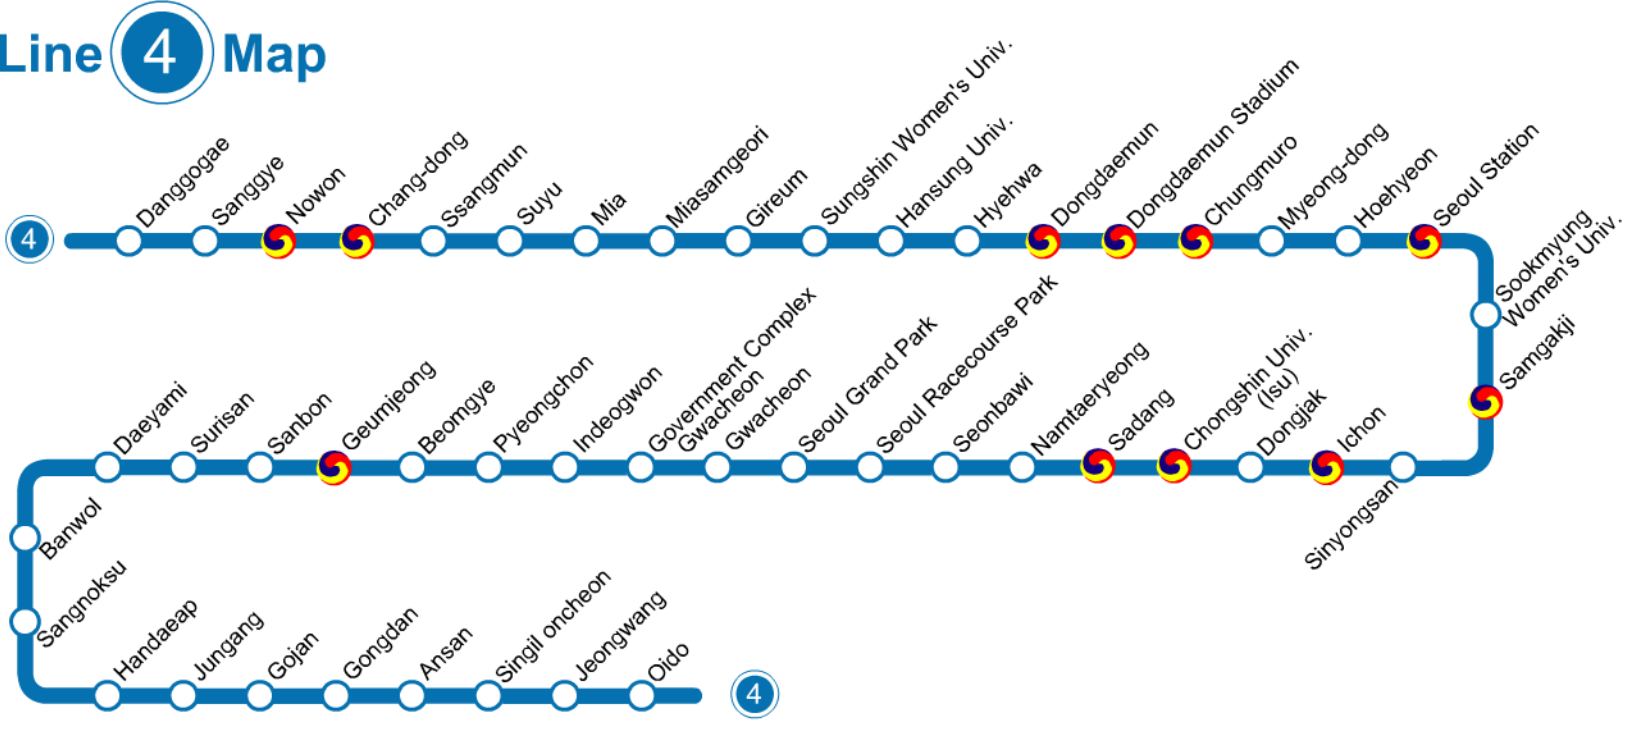 Line 4 Map
Danggogae
Sanggye
Nowon
Chang-dong
Ssangmun
Suyu
Mia
Miasamgeori
Gireum
Sungshin Women's Univ.
Hansung Univ.
Hyehwa
Dongdaemun
Dongdaemun Stadium
Chungmuro
Myeong-dong
Hoehyeon
Seoul Station
4
Sookmyung
Women's Univ.
Samgakji
Daeyami
Surisan
Sanbon
Geumjeong
Beomgye
Pyeongchon
Indeogwon
Government Complex
Gwacheon
Gwacheon
Seoul Grand Park
Seoul Racecourse Park
Seonbawi
Namtaeryeong
Sadang
Chongshin Univ.
(Isu)
Dongjak
Ichon
Sinyongsan
Banwol
Sangnoksu
Handaeap
Jungang
Gojan
Gongdan
Ansan
Singil oncheon
Jeongwang
Oido
4